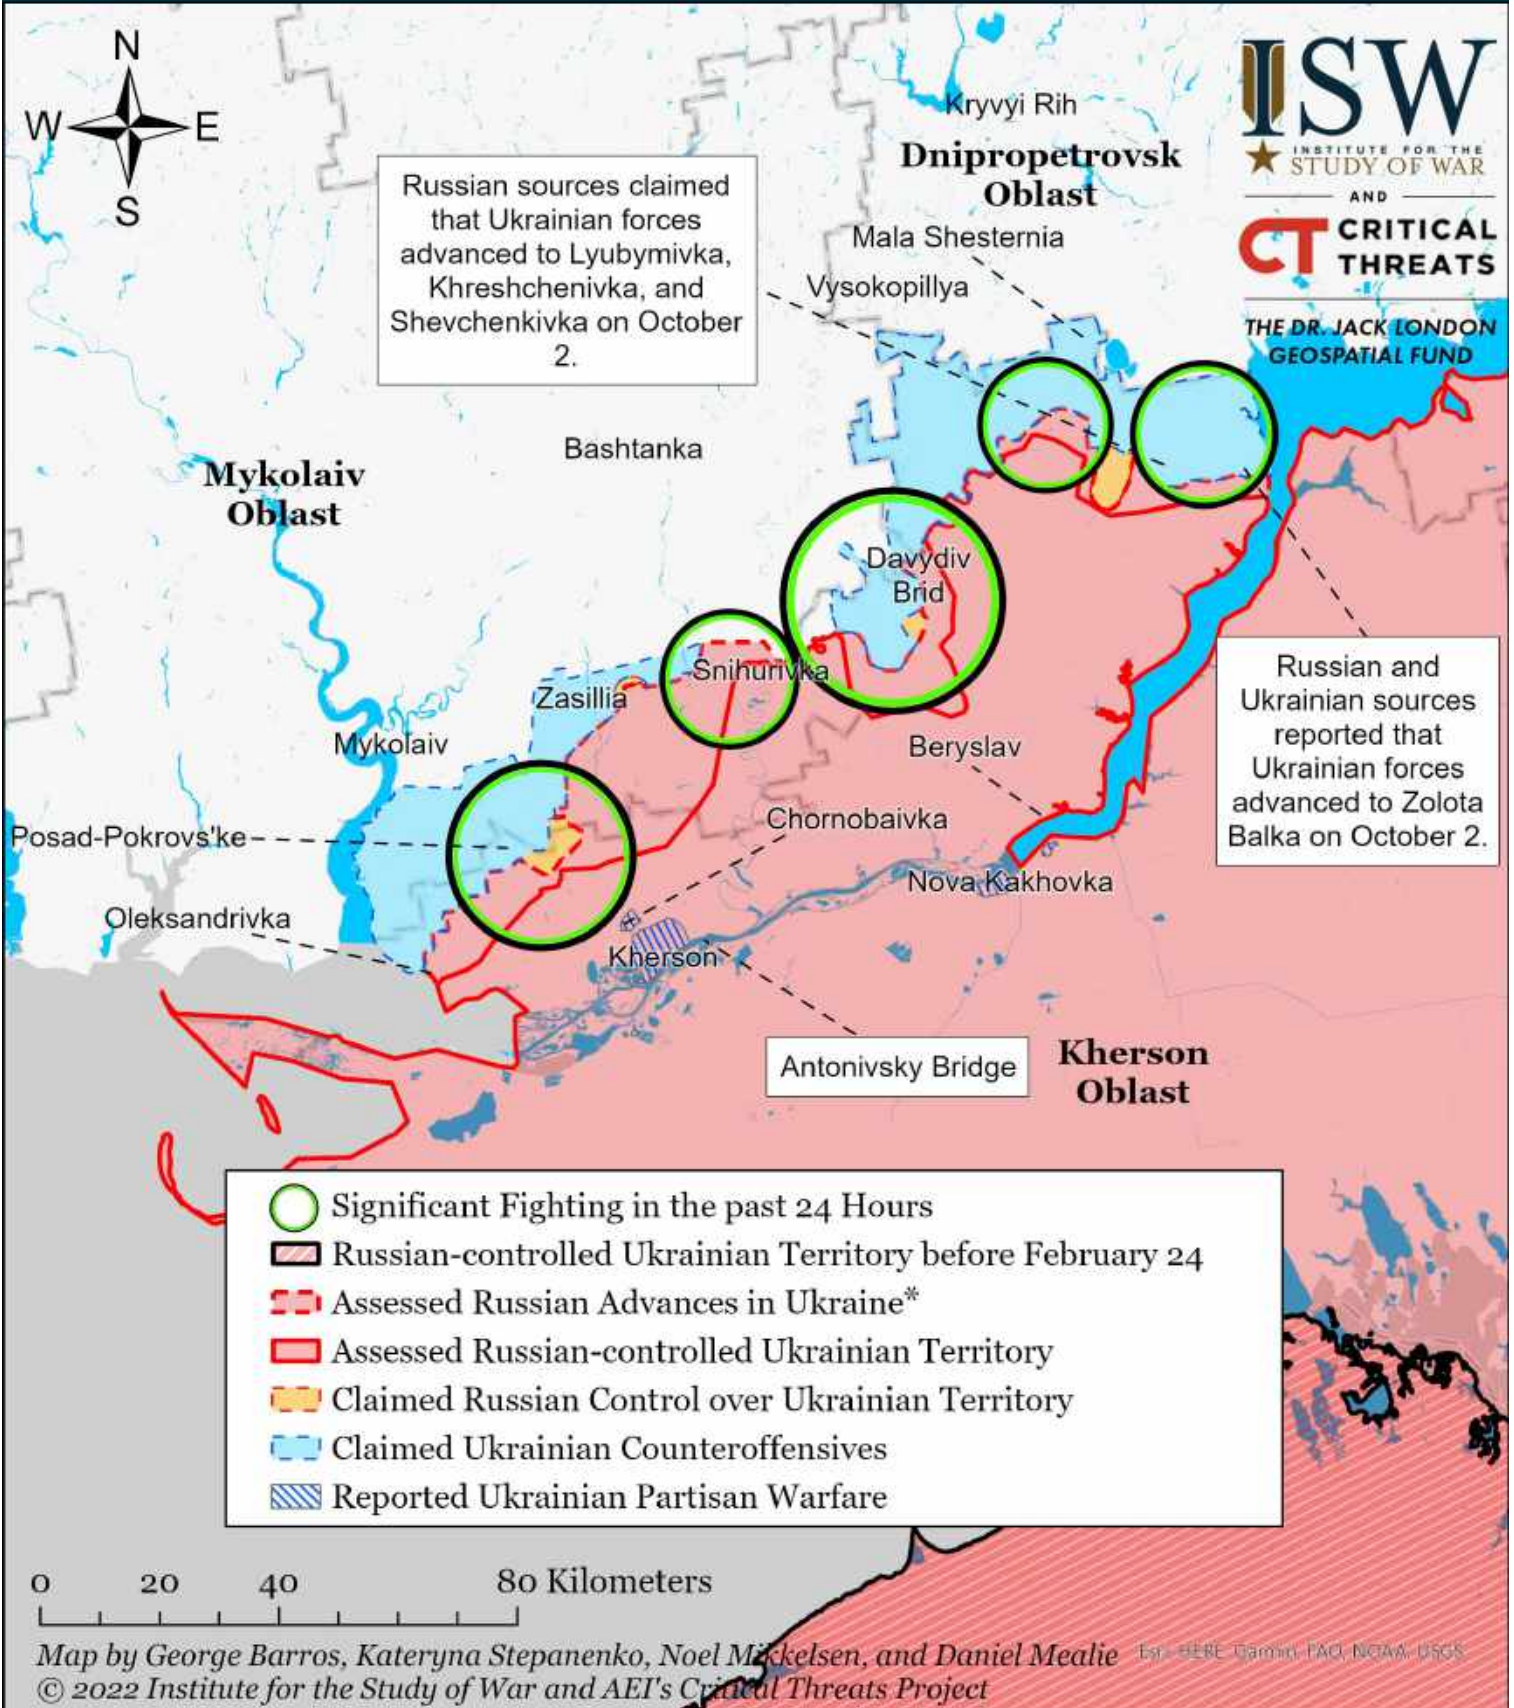 N
W
E
S
Kryvyi Rih
Dnipropetrovsk
Oblast
ISW
INSTITUTE FOR THE
STUDY OF WAR
AND
CT CRITICAL
THREATS
THE DR. JACK LONDON
GEOSPATIAL FUND
Russian sources claimed
that Ukrainian forces
advanced to Lyubymivka,
Khreshchenivka, and
Shevchenkivka on October
2.
Mala Shesternia
Vysokopillya
Bashtanka
Mykolaiv
Oblast
Davydiv
Brid
Snihurivka
Zasillia
Mykolaiv
Beryslav
Russian and
Ukrainian sources
reported that
Ukrainian forces
advanced to Zolota
Balka on October 2.
Posad-Pokrovs'ke
Chornobaivka
Nova Kakhovka
Oleksandrivka
Kherson
Antonivsky Bridge
Kherson
Oblast
Significant Fighting in the past 24 Hours
Russian-controlled Ukrainian Territory before February 24
Assessed Russian Advances in Ukraine*
Assessed Russian-controlled Ukrainian Territory
Claimed Russian Control over Ukrainian Territory
Claimed Ukrainian Counteroffensives
Reported Ukrainian Partisan Warfare
0 20 40 80 Kilometers
Map by George Barros, Kateryna Stepanenko, Noel Mikkelsen, and Daniel Mealie
Esri, HERE, Garmin, FAO, NOAA, USGS
© 2022 Institute for the Study of War and AEI's Critical Threats Project